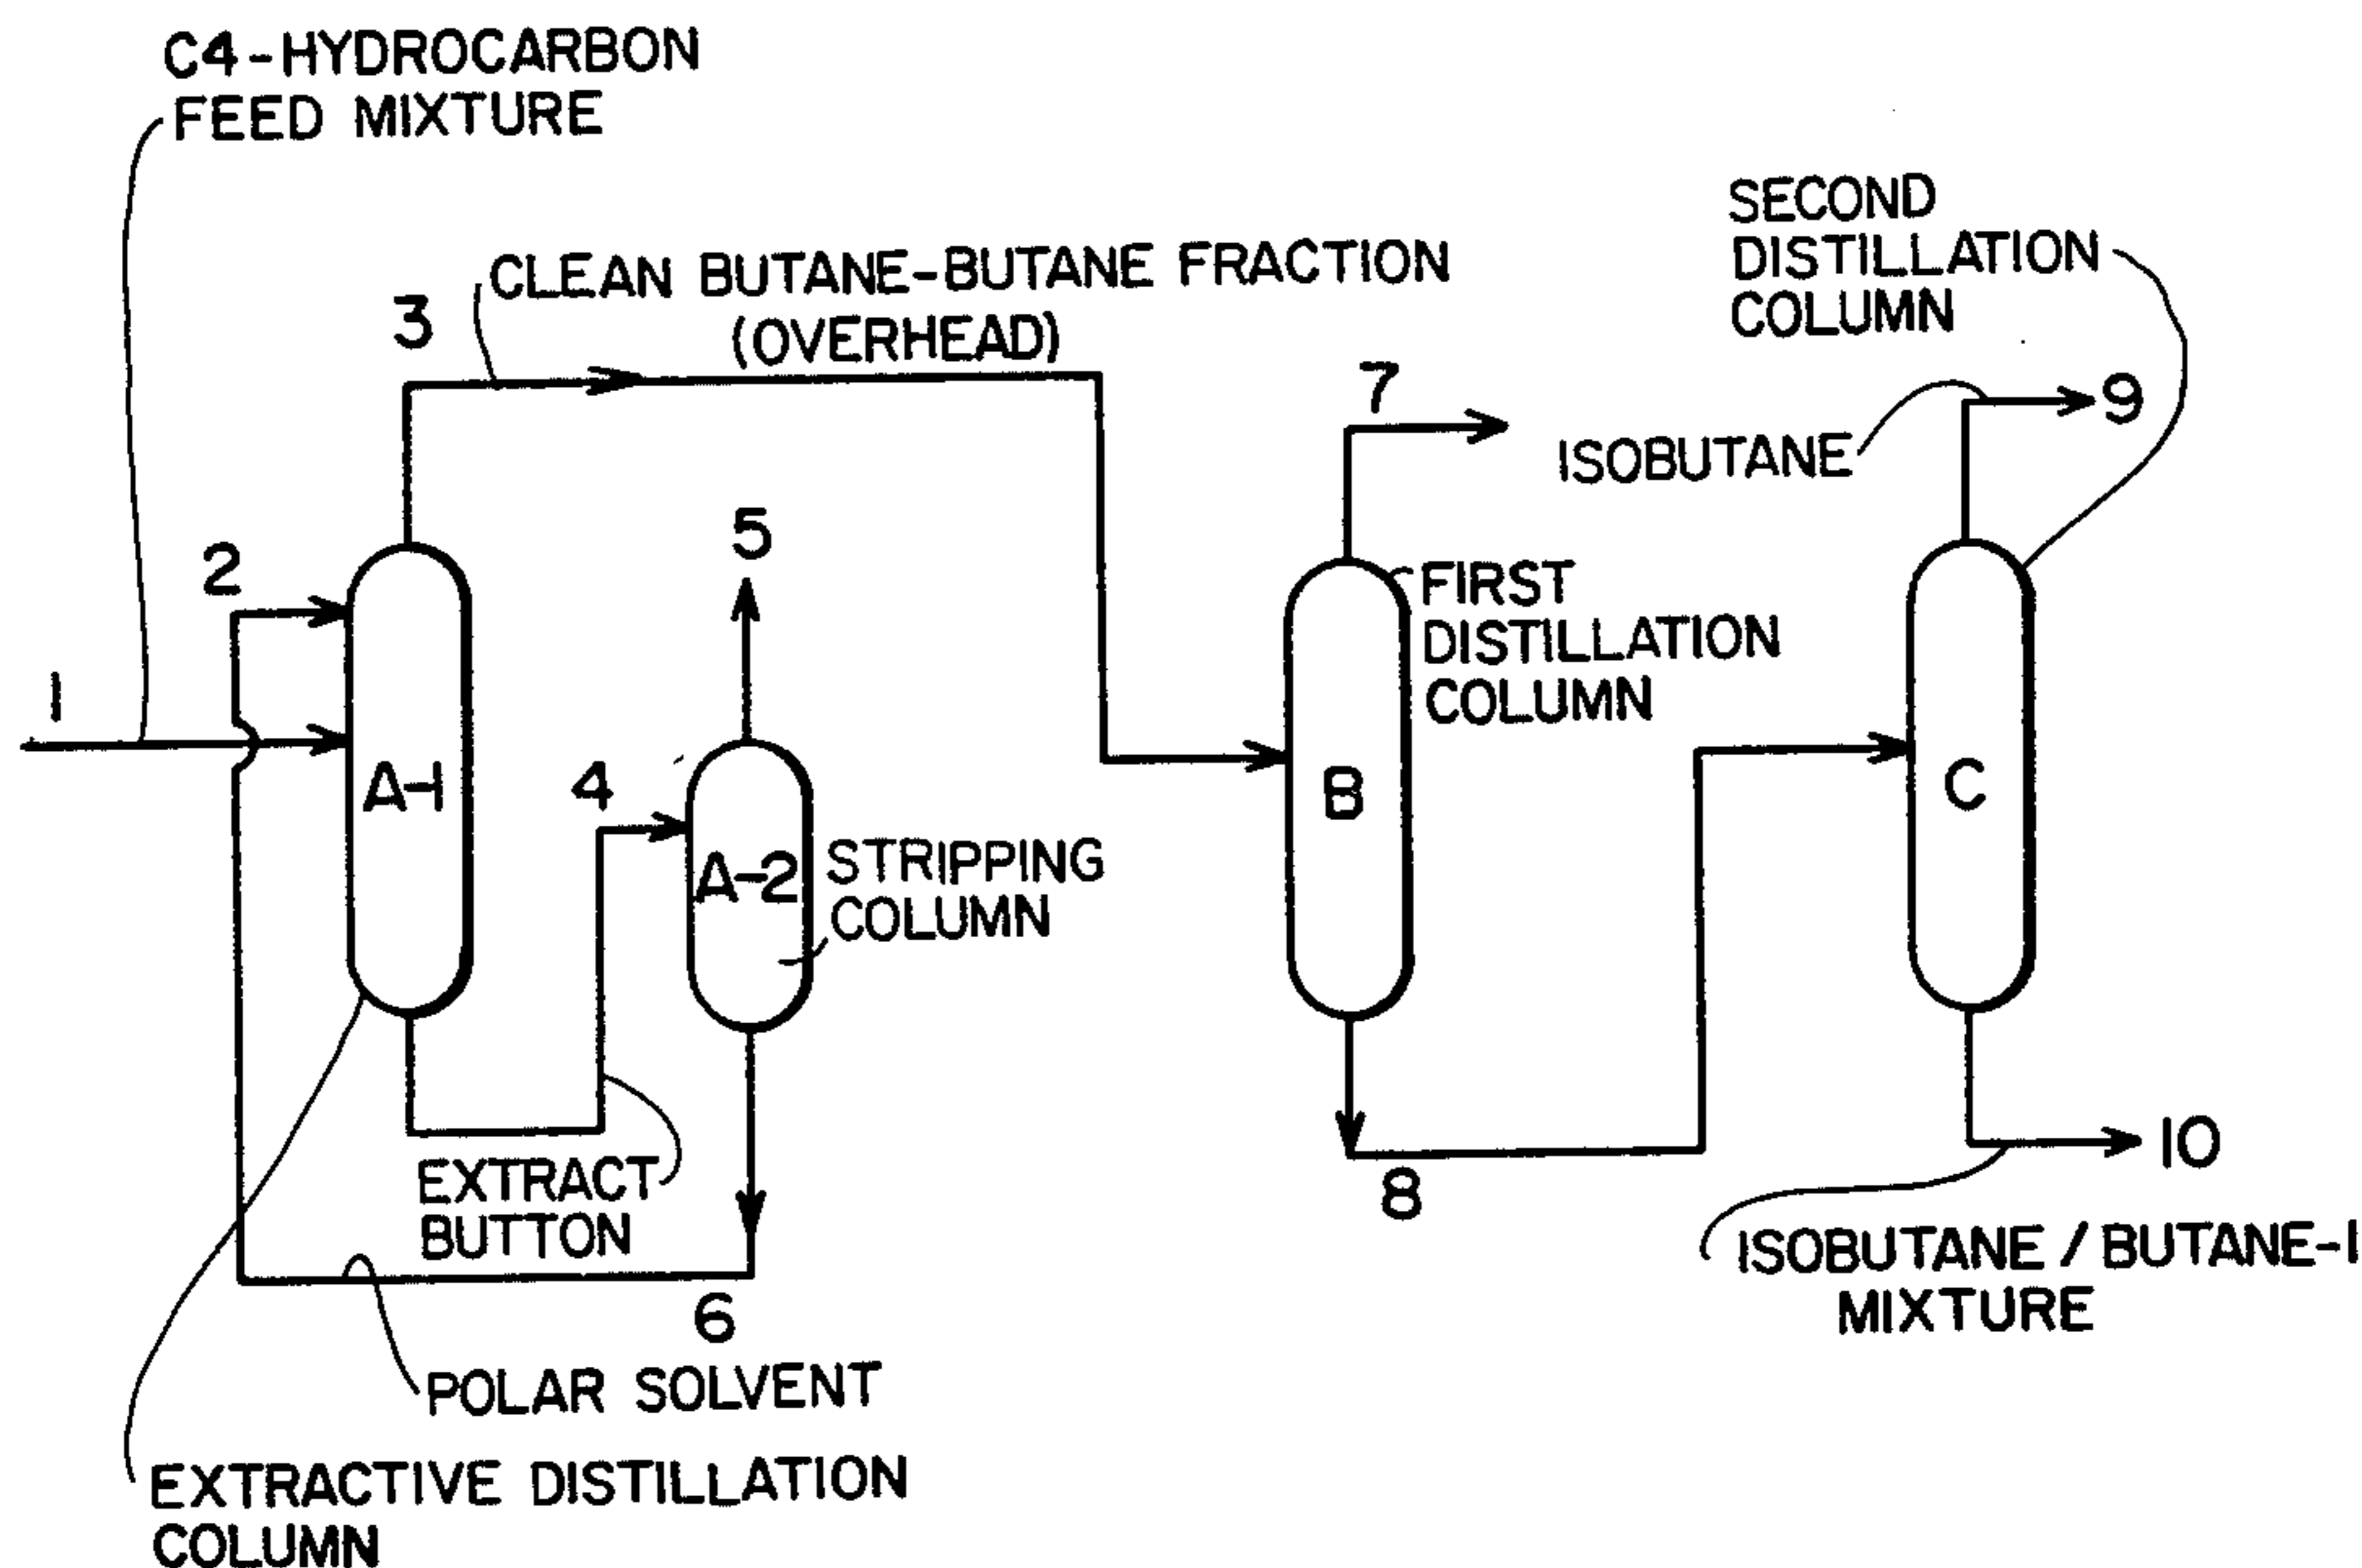 C4-HYDROCARBON
FEED MIXTURE
SECOND
DISTILLATION
COLUMN
CLEAN BUTANE-BUTANE FRACTION
(OVERHEAD)
3
7
9
ISOBUTANE
5
2
FIRST
DISTILLATION
COLUMN
1
A-1
4
B
C
A-2
STRIPPING
COLUMN
EXTRACT
BUTTON
8
10
ISOBUTANE / BUTANE-1
MIXTURE
6
POLAR SOLVENT
EXTRACTIVE DISTILLATION
COLUMN